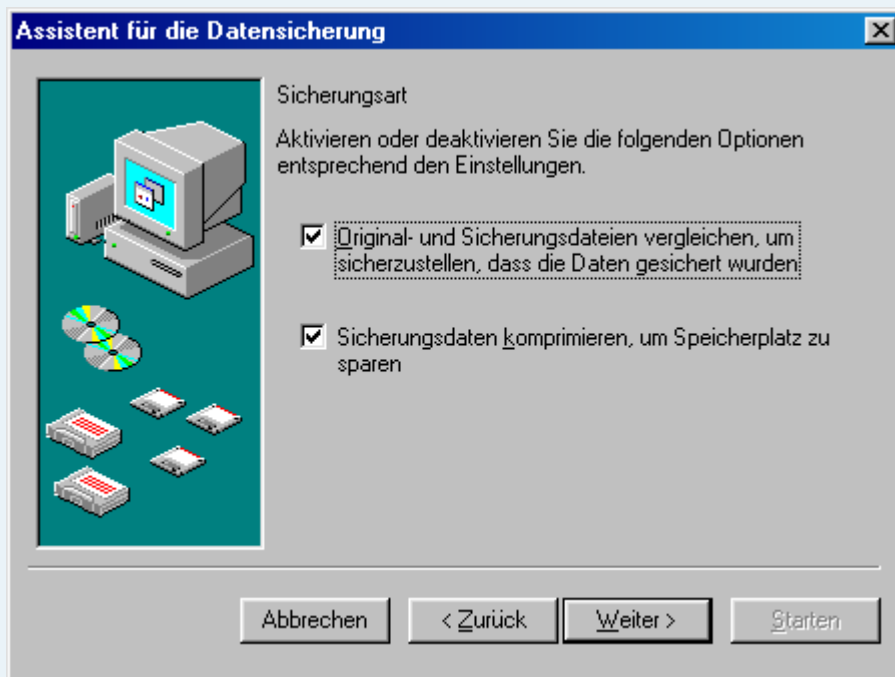 Assistent für die Datensicherung
Sicherungsart
Aktivieren oder deaktivieren Sie die folgenden Optionen
entsprechend den Einstellungen.
Original- und Sicherungsdateien vergleichen, um
sicherzustellen, dass die Daten gesichert wurden
Sicherungsdaten komprimieren, um Speicherplatz zu
sparen
Abbrechen < Zurück Weiter > Starten